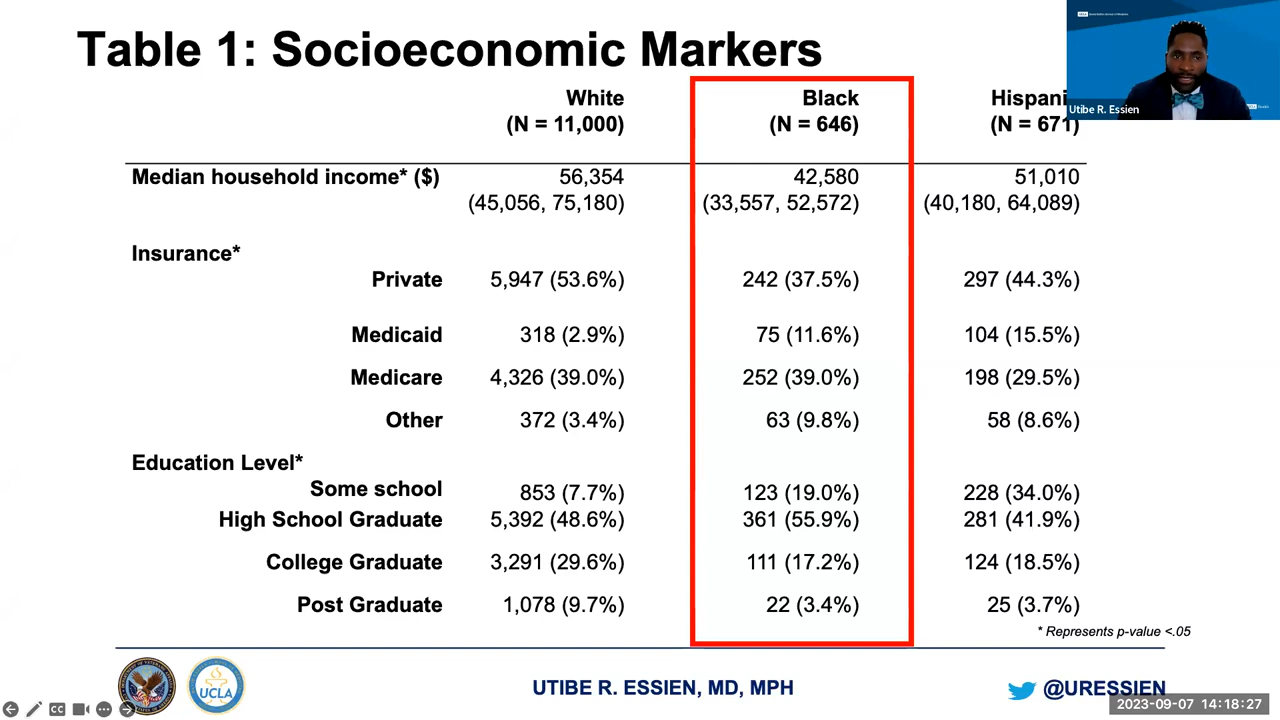 Table 1: Socioeconomic Markers
Utibe R. Essien
White Black Hispani
(N = 11,000) (N = 646) (N = 671)
Median household income* ($) 56,354 42,580 51,010
(45,056, 75,180) (33,557, 52,572) (40,180, 64,089)
Insurance*
Private 5,947 (53.6%) 242 (37.5%) 297 (44.3%)
Medicaid 318 (2.9%) 75 (11.6%) 104 (15.5%)
Medicare 4,326 (39.0%) 252 (39.0%) 198 (29.5%)
Other 372 (3.4%) 63 (9.8%) 58 (8.6%)
Education Level*
Some school 853 (7.7%) 123 (19.0%) 228 (34.0%)
High School Graduate 5,392 (48.6%) 361 (55.9%) 281 (41.9%)
College Graduate 3,291 (29.6%) 111 (17.2%) 124 (18.5%)
Post Graduate 1,078 (9.7%) 22 (3.4%) 25 (3.7%)
* Represents p-value <.05
UCLA
UTIBE R. ESSIEN, MD, MPH
@URESSIEN
CC
2023-09-07 14:18:27